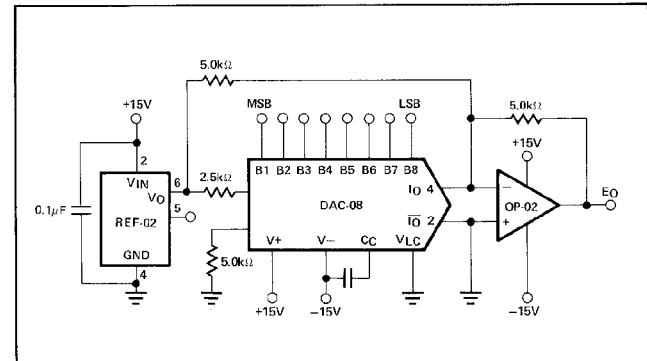 5.0kΩ
+15V
MSB
LSB
5.0kΩ
+15V
2
6
2.5kΩ
B1 B2 B3 B4 B5 B6 B7 B8
VIN
VO
IO 4
−
EO
0.1μF
REF-02
5
DAC-08
OP-02
IO 2
+
GND
V+
V−
CC
VLC
4
5.0kΩ
+15V
−15V
−15V